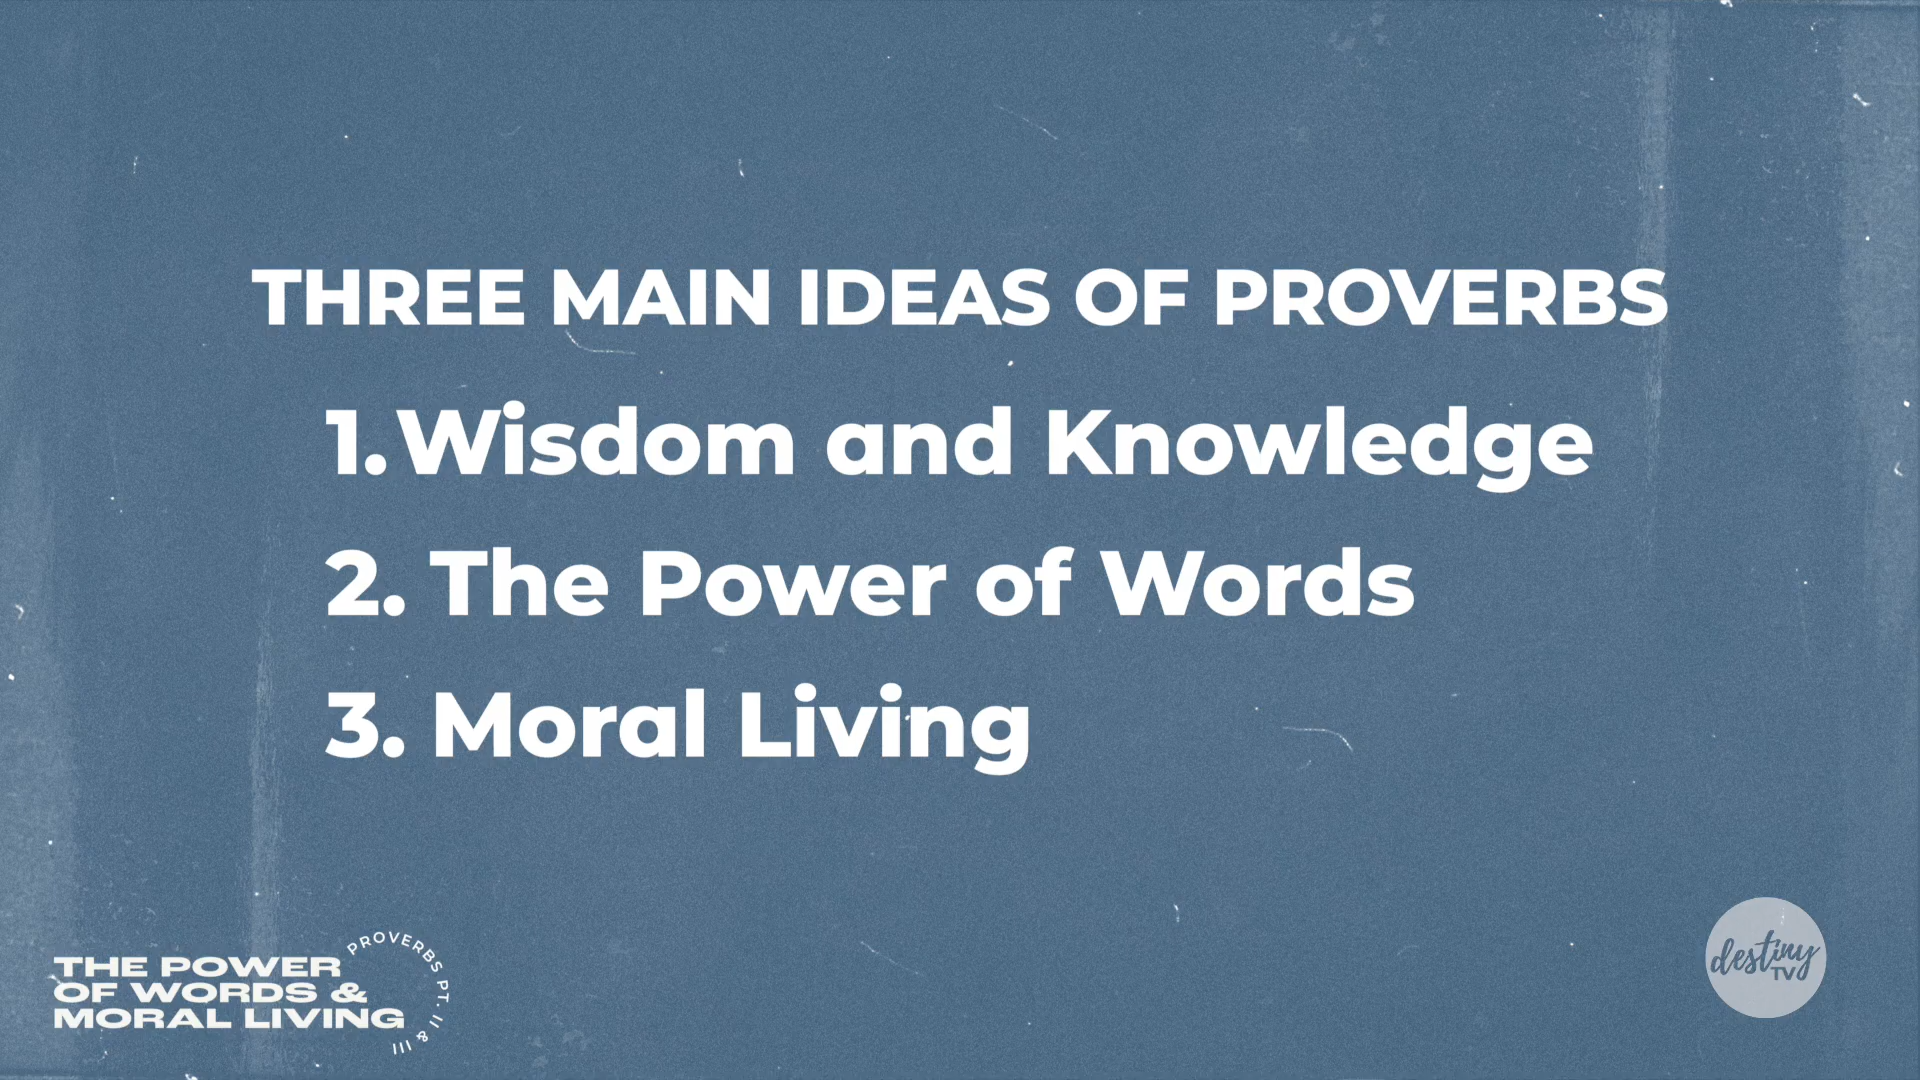 THREE MAIN IDEAS OF PROVERBS
1. Wisdom and Knowledge
2. The Power of Words
3. Moral Living
THE POWER
OF WORDS &
MORAL LIVING
PROVERBS PT. II & III
destiny
TV